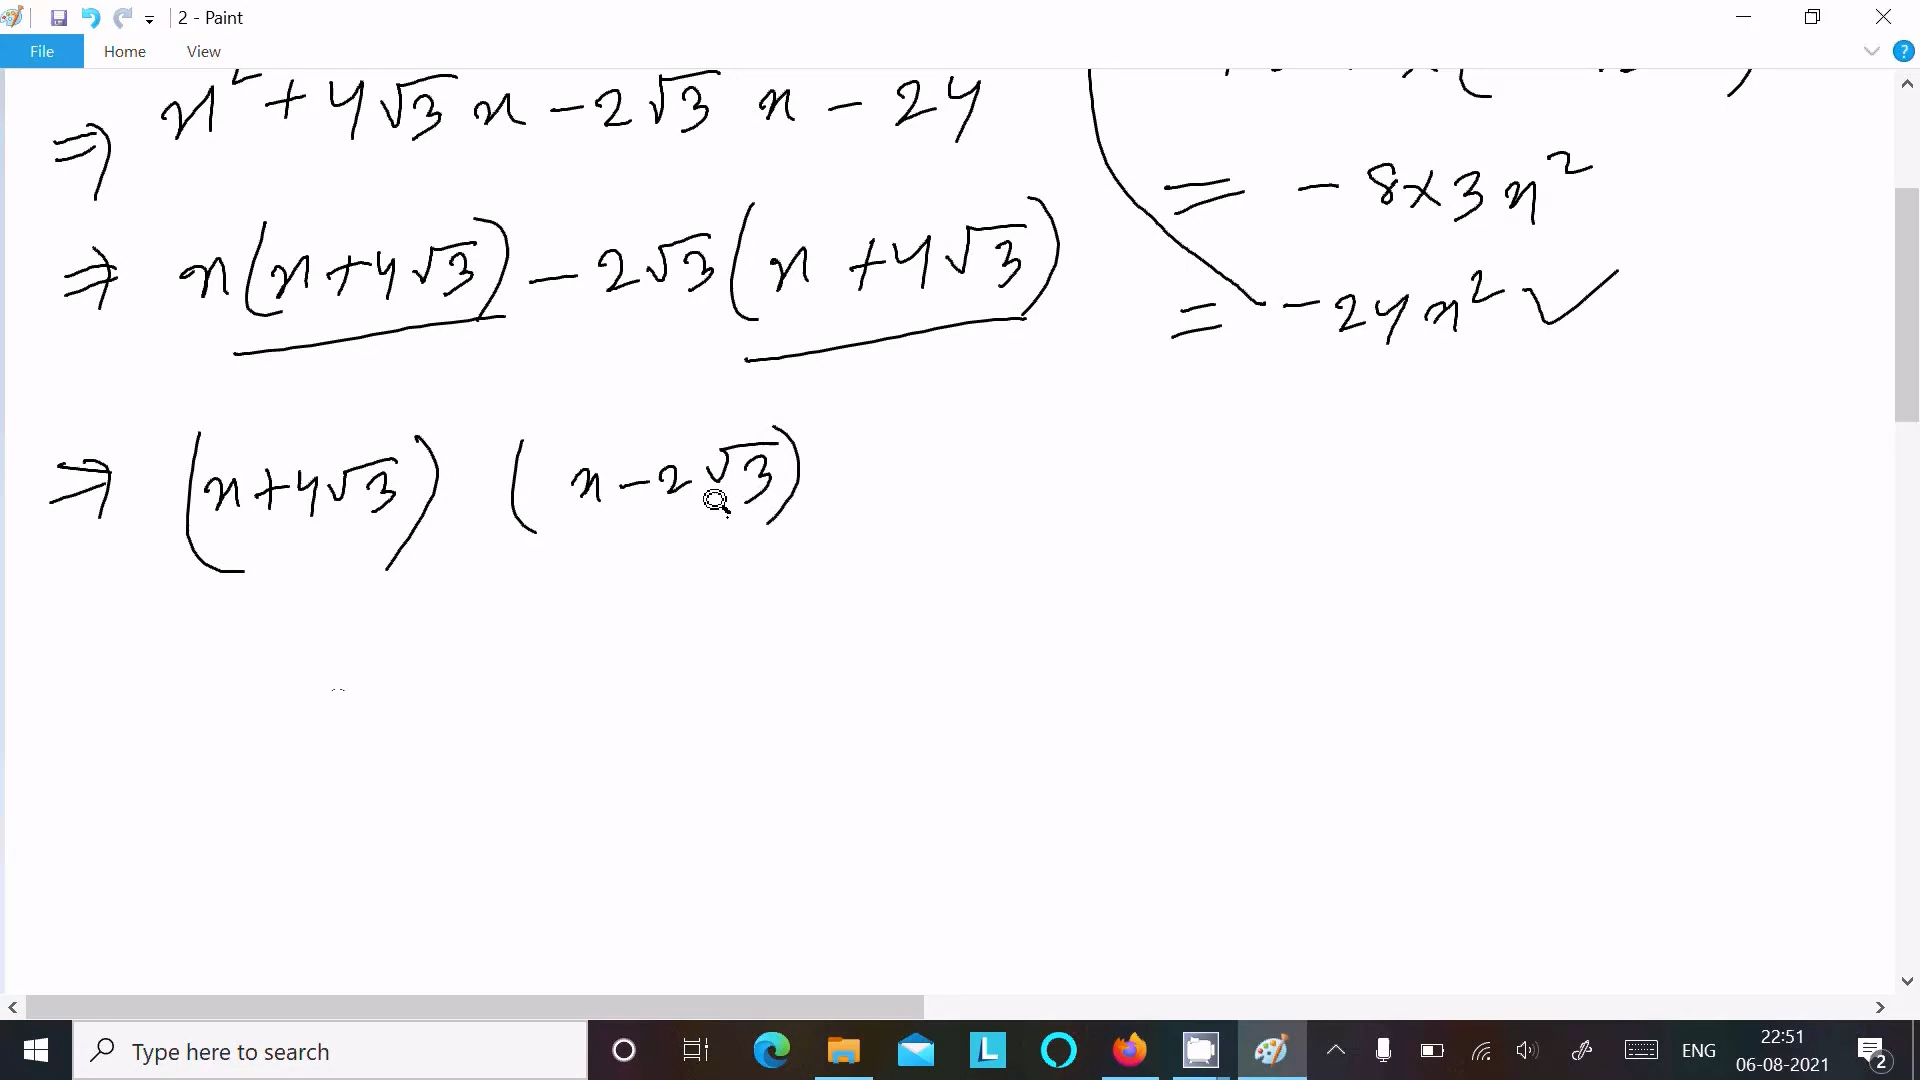 2 - Paint
File Home View
⇒ x² + 4√3 x - 2√3 x - 24
⇒ x(x+4√3) - 2√3(x + 4√3)
⇒ (x+4√3) (x-2√3)
= - 8×3x²
= -24x² ✓
Type here to search
ENG
22:51
06-08-2021
2